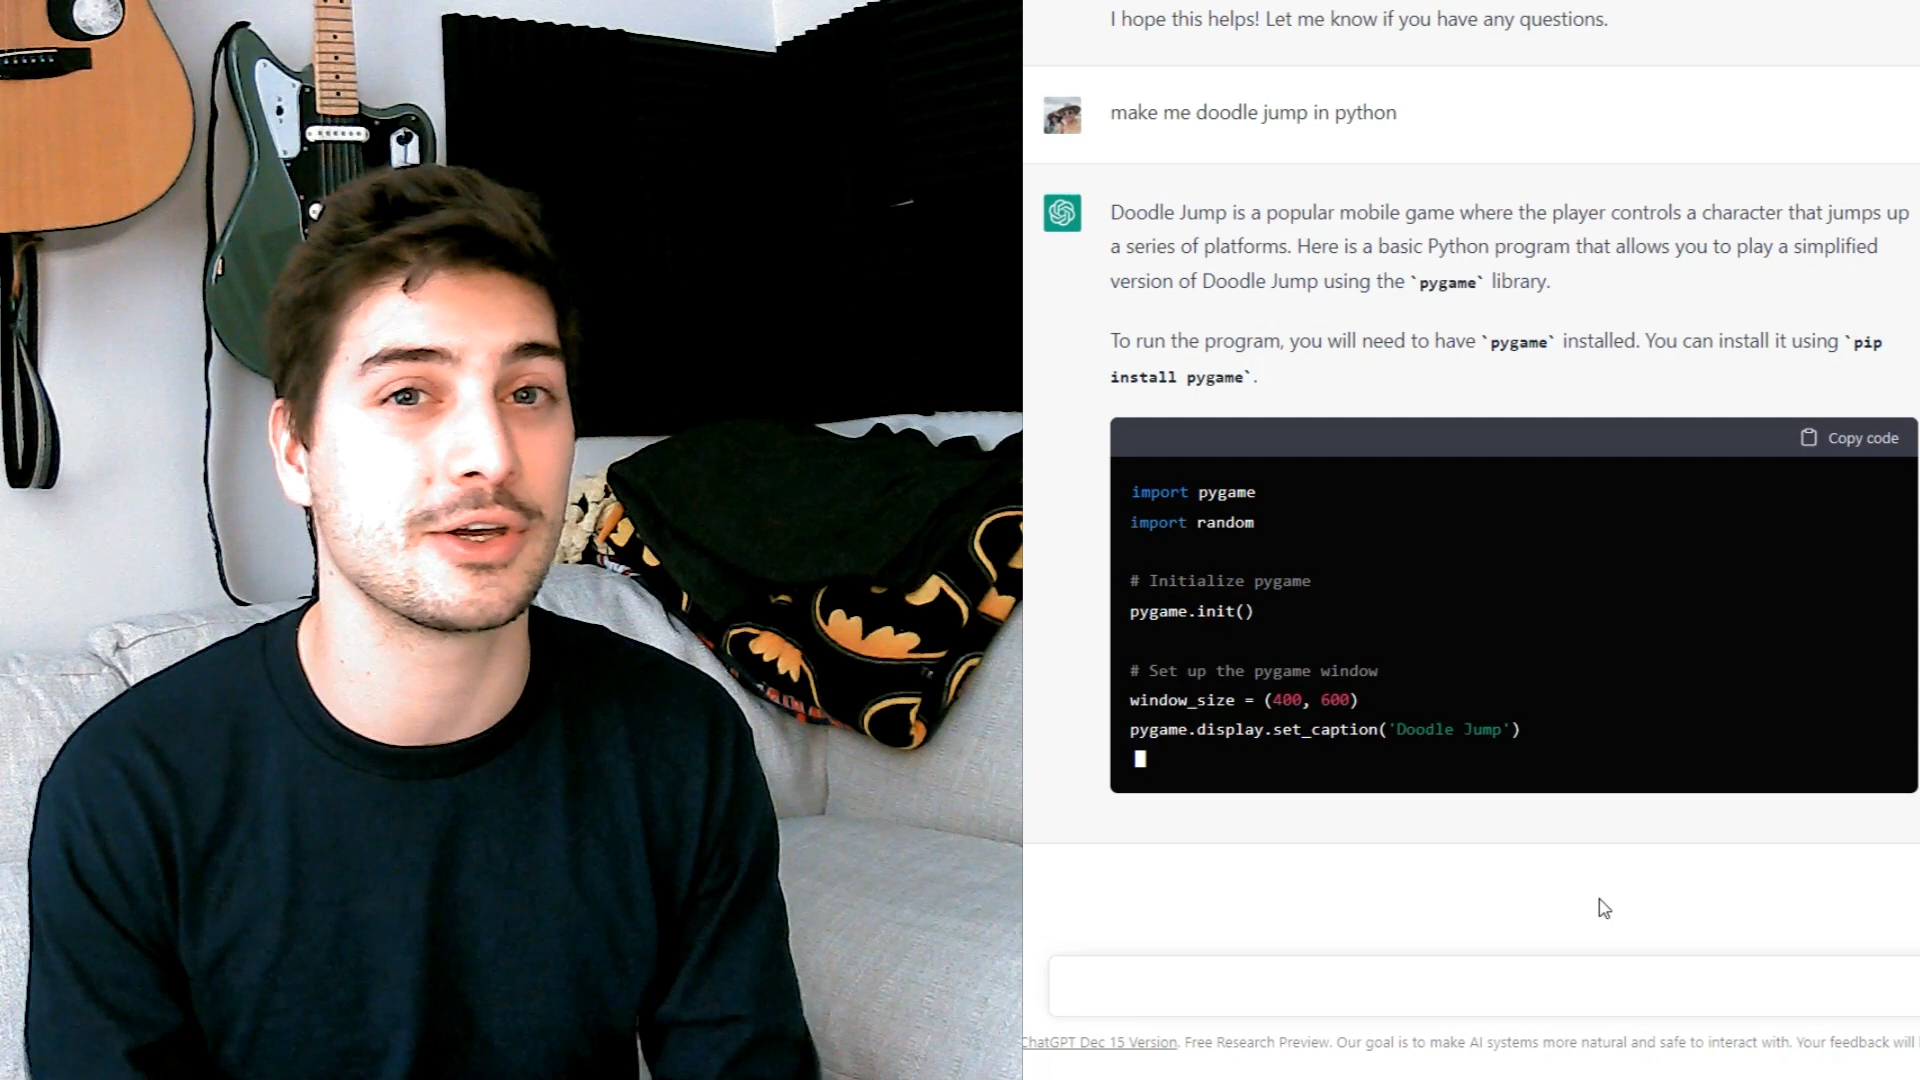 I hope this helps! Let me know if you have any questions.
make me doodle jump in python
Doodle Jump is a popular mobile game where the player controls a character that jumps up
a series of platforms. Here is a basic Python program that allows you to play a simplified
version of Doodle Jump using the `pygame` library.
To run the program, you will need to have `pygame` installed. You can install it using `pip
install pygame`.
Copy code
import pygame
import random
# Initialize pygame
pygame.init()
# Set up the pygame window
window_size = (400, 600)
pygame.display.set_caption('Doodle Jump')
ChatGPT Dec 15 Version. Free Research Preview. Our goal is to make AI systems more natural and safe to interact with. Your feedback will